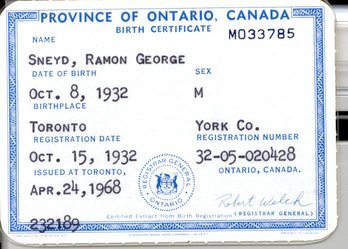 PROVINCE OF ONTARIO, CANADA
BIRTH CERTIFICATE
NAME M033785
SNEYD, RAMON GEORGE
DATE OF BIRTH SEX
Oct. 8, 1932 M
BIRTHPLACE
Toronto York Co.
REGISTRATION DATE REGISTRATION NUMBER
Oct. 15, 1932 32-05-020428
ISSUED AT TORONTO, ONTARIO, CANADA.
REGISTRAR GENERAL
ONTARIO
Apr.24,1968
Robert Welch
232189 Certified Extract from Birth Registration (REGISTRAR GENERAL)